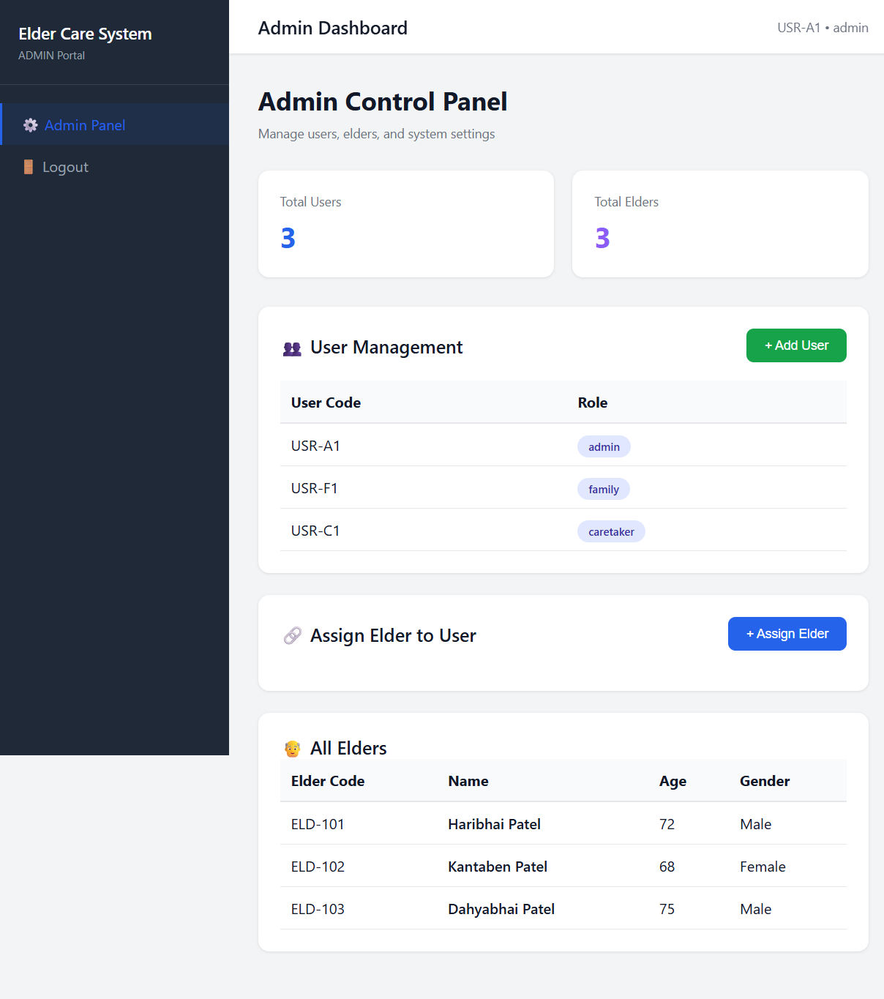 Elder Care System
ADMIN Portal
Admin Panel
Logout
Admin Dashboard
USR-A1 • admin
Admin Control Panel
Manage users, elders, and system settings
Total Users
3
Total Elders
3
User Management
+ Add User
User Code Role
USR-A1 admin
USR-F1 family
USR-C1 caretaker
Assign Elder to User
+ Assign Elder
All Elders
Elder Code Name Age Gender
ELD-101 Haribhai Patel 72 Male
ELD-102 Kantaben Patel 68 Female
ELD-103 Dahyabhai Patel 75 Male